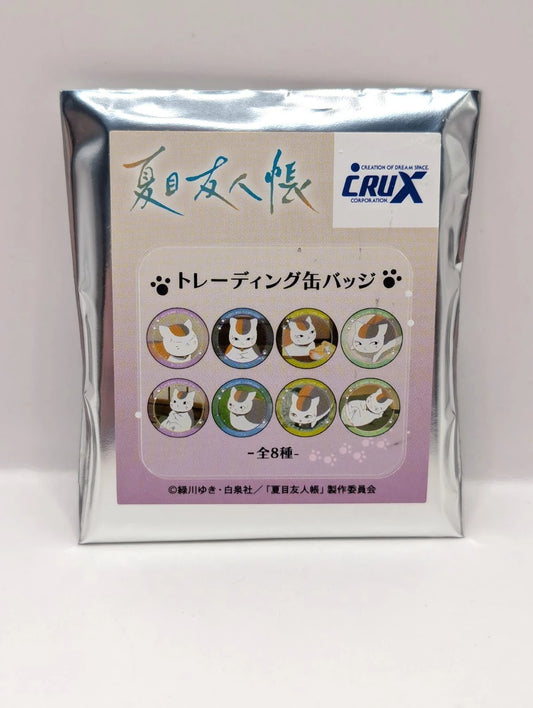 夏目友人帳
CREATION OF DREAM SPACE.
CRUX
CORPORATION.
トレーディング缶バッジ
-全8種-
©緑川ゆき・白泉社／「夏目友人帳」製作委員会